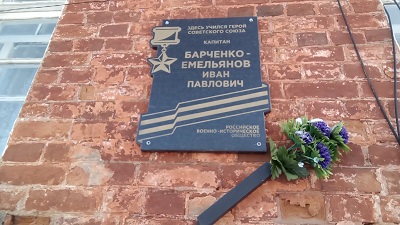 ЗДЕСЬ УЧИЛСЯ ГЕРОЙ
СОВЕТСКОГО СОЮЗА
КАПИТАН
БАРЧЕНКО-
ЕМЕЛЬЯНОВ
ИВАН
ПАВЛОВИЧ
РОССИЙСКОЕ
ВОЕННО-ИСТОРИЧЕСКОЕ
ОБЩЕСТВО